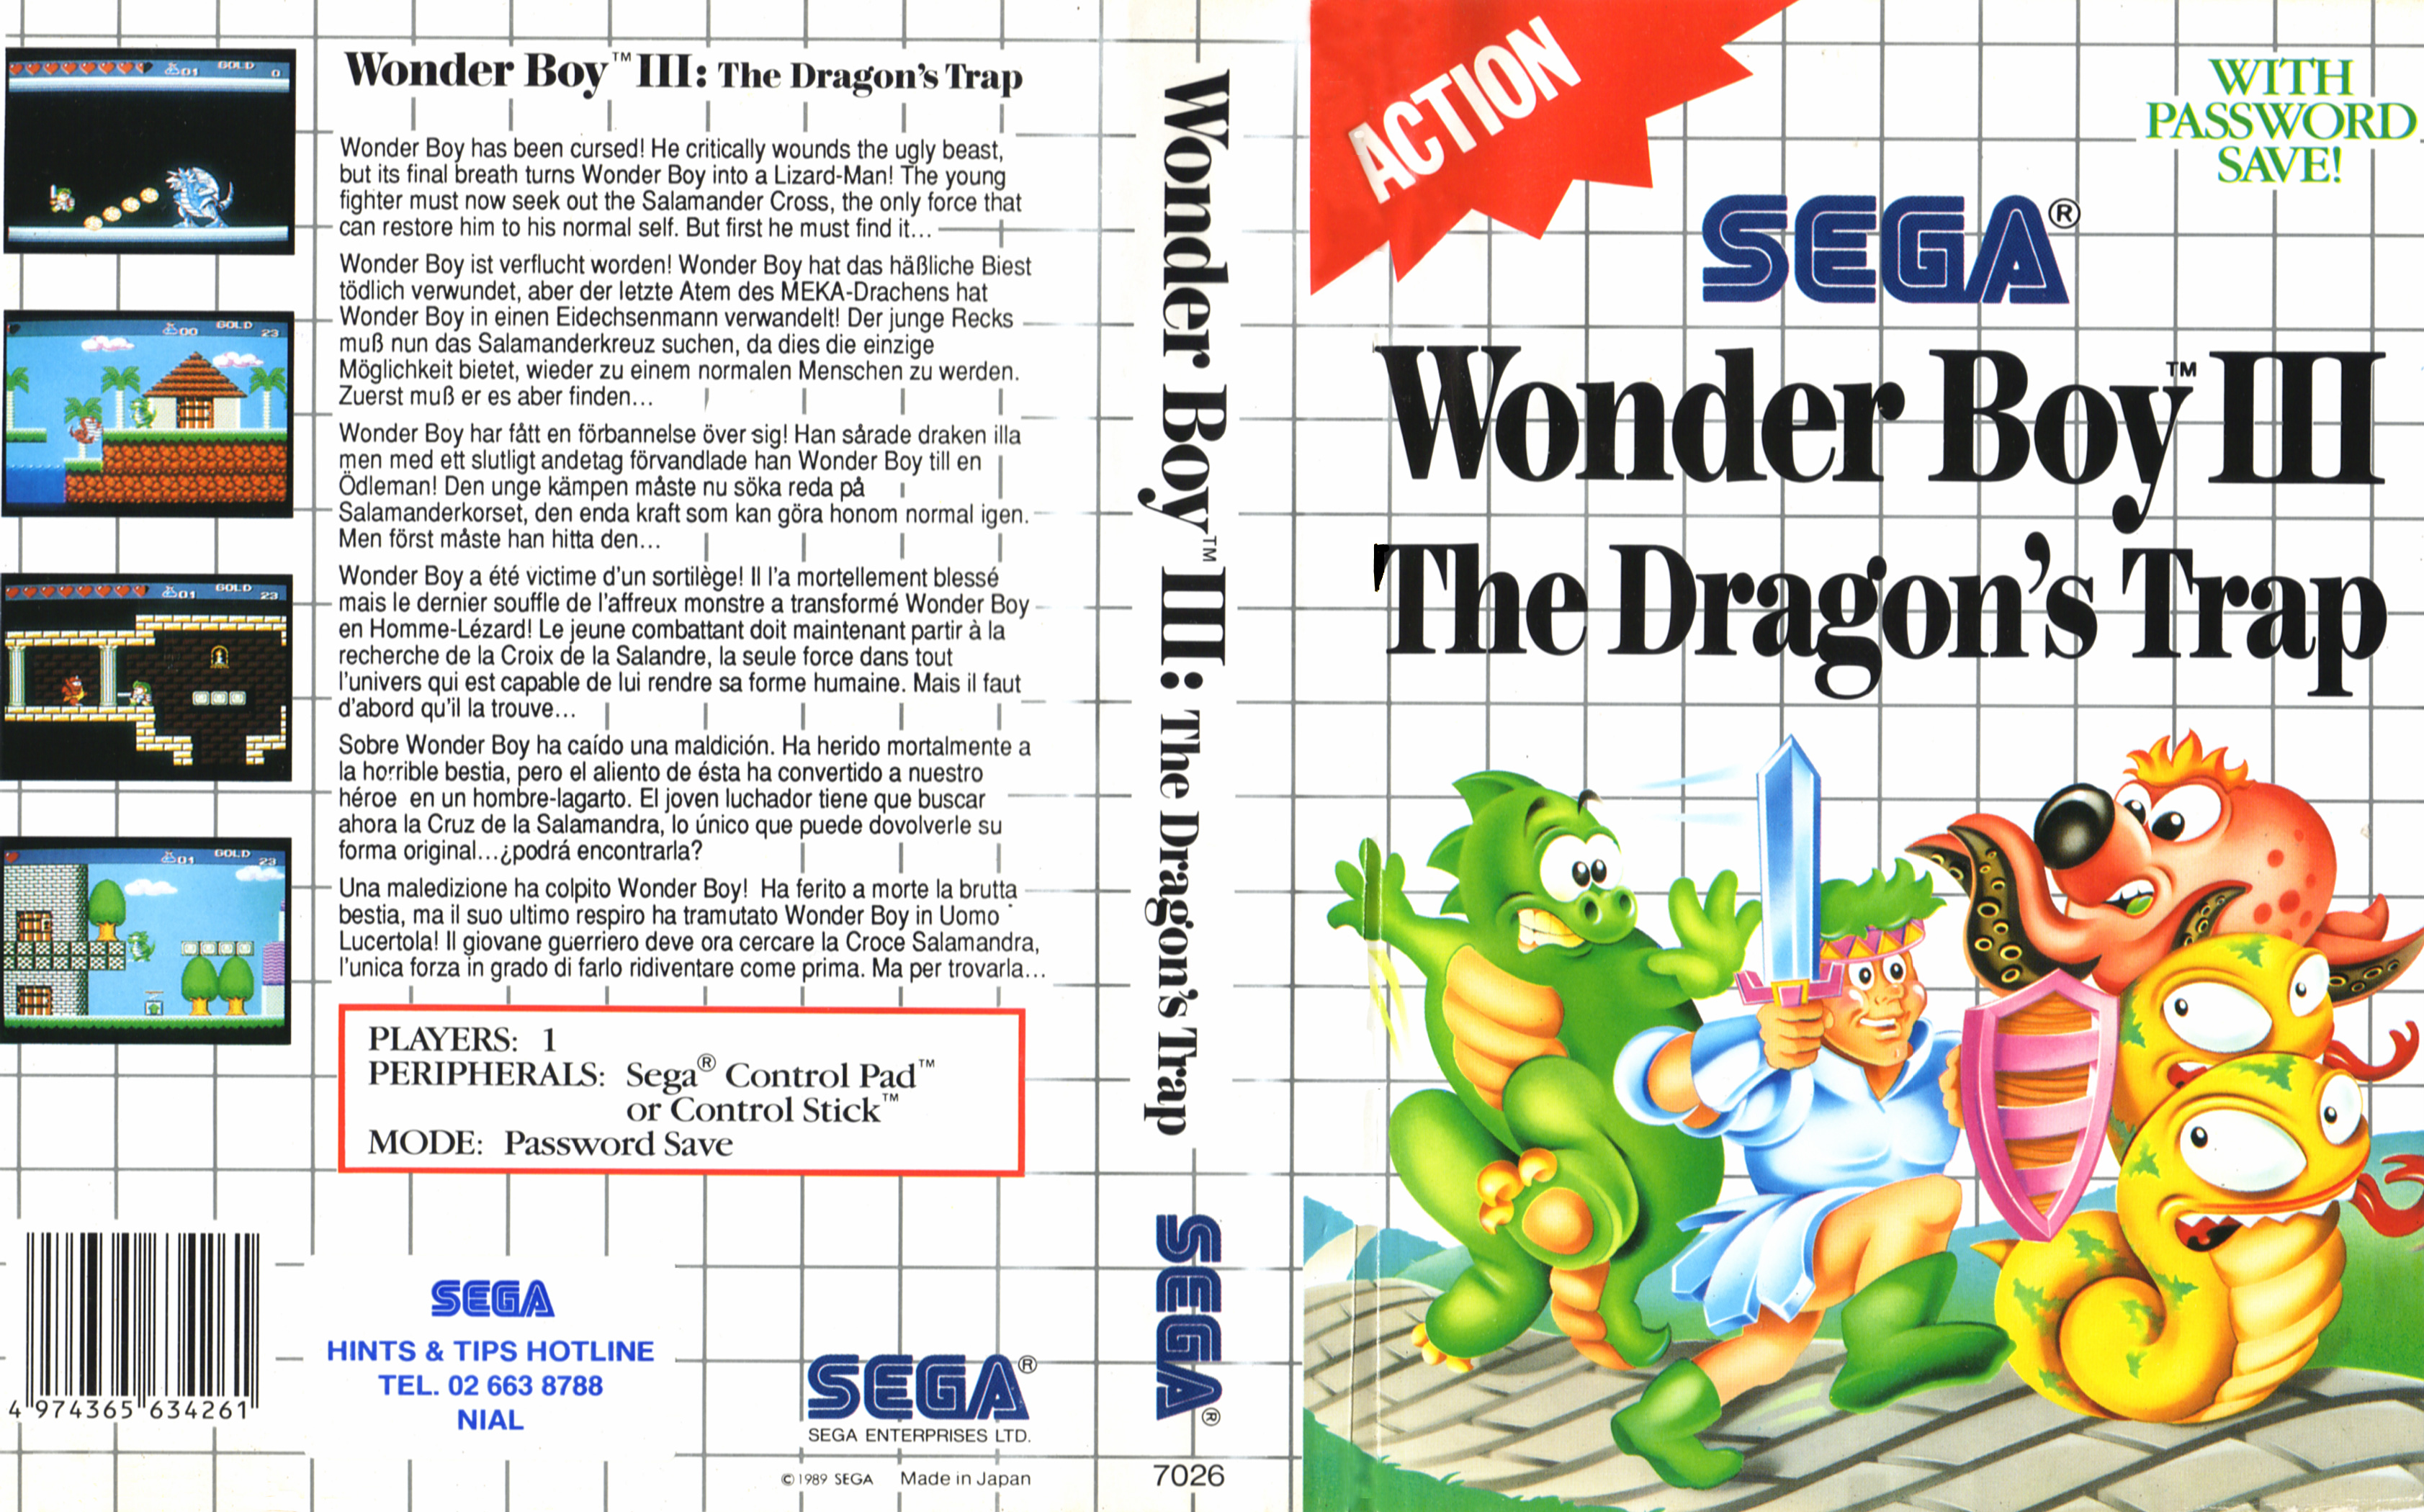 01 GOLD 0
00 GOLD 23
01 GOLD 23
01 GOLD 23
Wonder Boy™ III: The Dragon's Trap
Wonder Boy has been cursed! He critically wounds the ugly beast,
but its final breath turns Wonder Boy into a Lizard-Man! The young
fighter must now seek out the Salamander Cross, the only force that
can restore him to his normal self. But first he must find it...
Wonder Boy ist verflucht worden! Wonder Boy hat das häßliche Biest
tödlich verwundet, aber der letzte Atem des MEKA-Drachens hat
Wonder Boy in einen Eidechsenmann verwandelt! Der junge Recks
muß nun das Salamanderkreuz suchen, da dies die einzige
Möglichkeit bietet, wieder zu einem normalen Menschen zu werden.
Zuerst muß er es aber finden...
Wonder Boy har fått en förbannelse över sig! Han sårade draken illa
men med ett slutligt andetag förvandlade han Wonder Boy till en
Ödleman! Den unge kämpen måste nu söka reda på
Salamanderkorset, den enda kraft som kan göra honom normal igen.
Men först måste han hitta den...
Wonder Boy a été victime d'un sortilège! Il l'a mortellement blessé
mais le dernier souffle de l'affreux monstre a transformé Wonder Boy
en Homme-Lézard! Le jeune combattant doit maintenant partir à la
recherche de la Croix de la Salandre, la seule force dans tout
l'univers qui est capable de lui rendre sa forme humaine. Mais il faut
d'abord qu'il la trouve...
Sobre Wonder Boy ha caído una maldición. Ha herido mortalmente a
la horrible bestia, pero el aliento de ésta ha convertido a nuestro
héroe en un hombre-lagarto. El joven luchador tiene que buscar
ahora la Cruz de la Salamandra, lo único que puede dovolverle su
forma original...¿podrá encontrarla?
Una maledizione ha colpito Wonder Boy! Ha ferito a morte la brutta
bestia, ma il suo ultimo respiro ha tramutato Wonder Boy in Uomo
Lucertola! Il giovane guerriero deve ora cercare la Croce Salamandra,
l'unica forza in grado di farlo ridiventare come prima. Ma per trovarla...
PLAYERS: 1
PERIPHERALS: Sega® Control Pad™
or Control Stick™
MODE: Password Save
4 974365 634261
SEGA
HINTS & TIPS HOTLINE
TEL. 02 663 8788
NIAL
SEGA®
SEGA ENTERPRISES LTD.
©1989 SEGA Made in Japan
Wonder Boy™ III: The Dragon's Trap
SEGA®
7026
ACTION
WITH
PASSWORD
SAVE!
SEGA®
Wonder Boy™ III
The Dragon's Trap